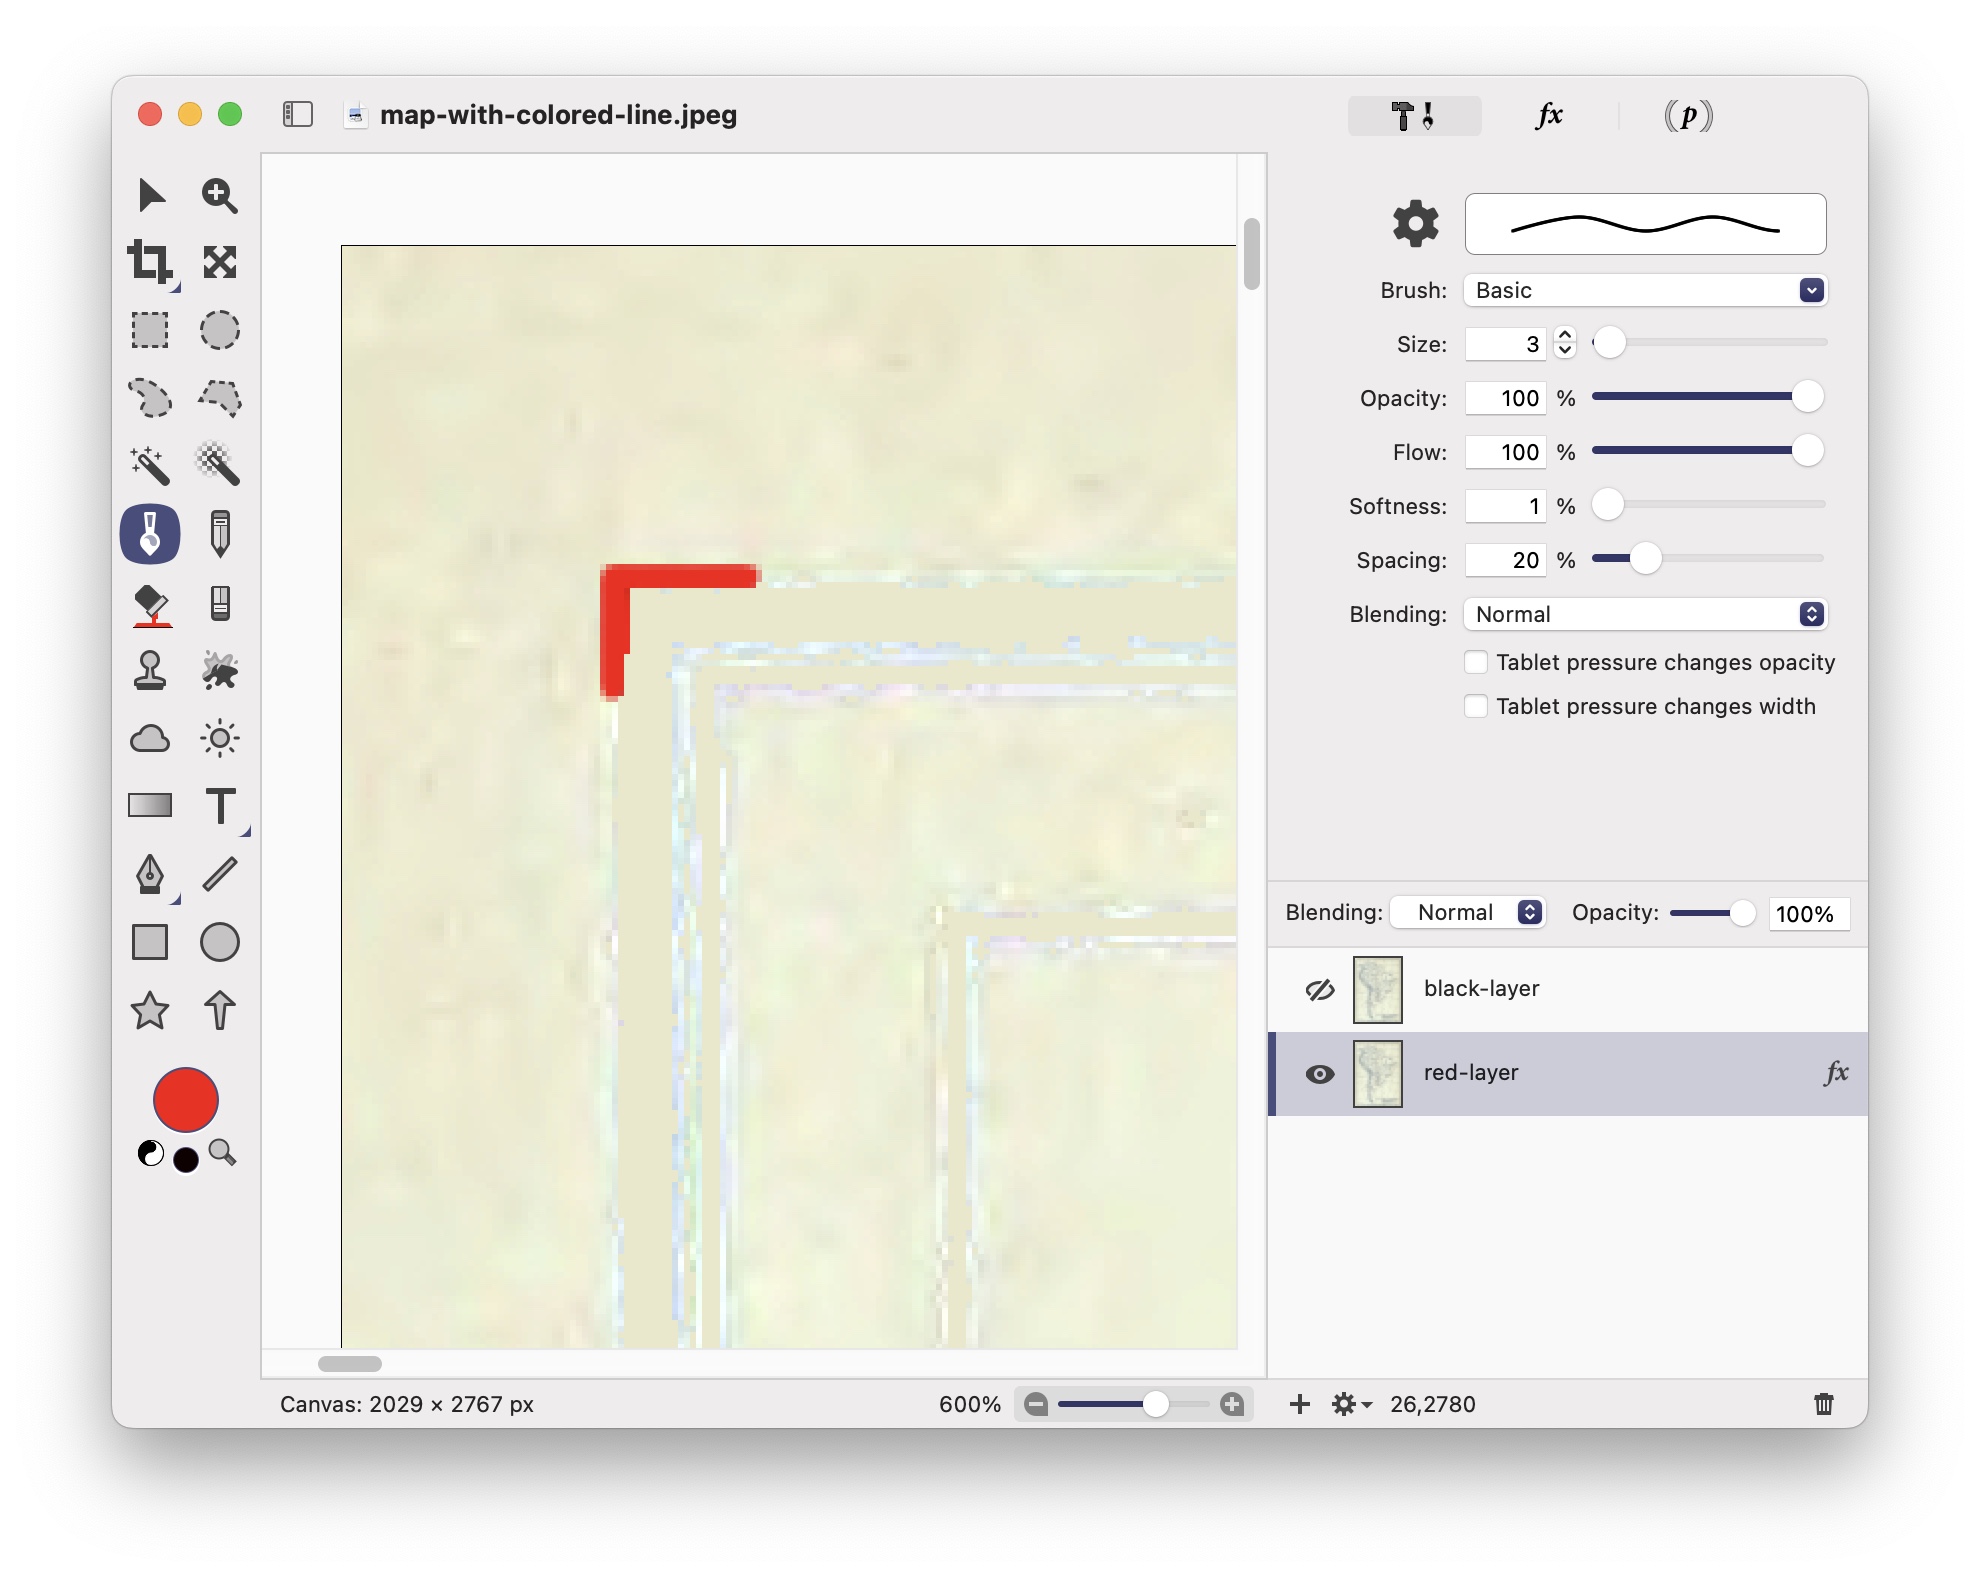 map-with-colored-line.jpeg
fx
(p)
Brush: Basic
Size: 3
Opacity: 100 %
Flow: 100 %
Softness: 1 %
Spacing: 20 %
Blending: Normal
Tablet pressure changes opacity
Tablet pressure changes width
T
Blending: Normal Opacity: 100%
black-layer
red-layer fx
Canvas: 2029 × 2767 px 600% 26,2780